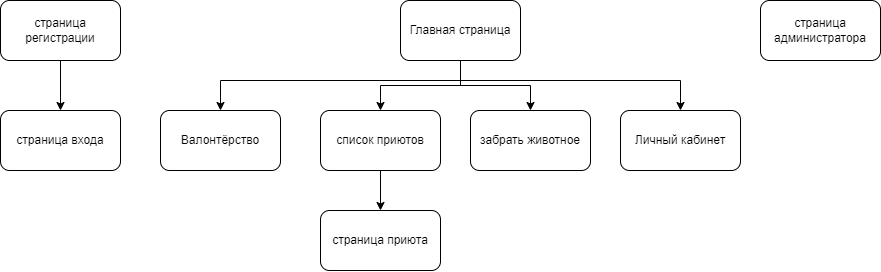 страница
регистрации
Главная страница
страница
администратора
страница входа
Валонтёрство
список приютов
забрать животное
Личный кабинет
страница приюта